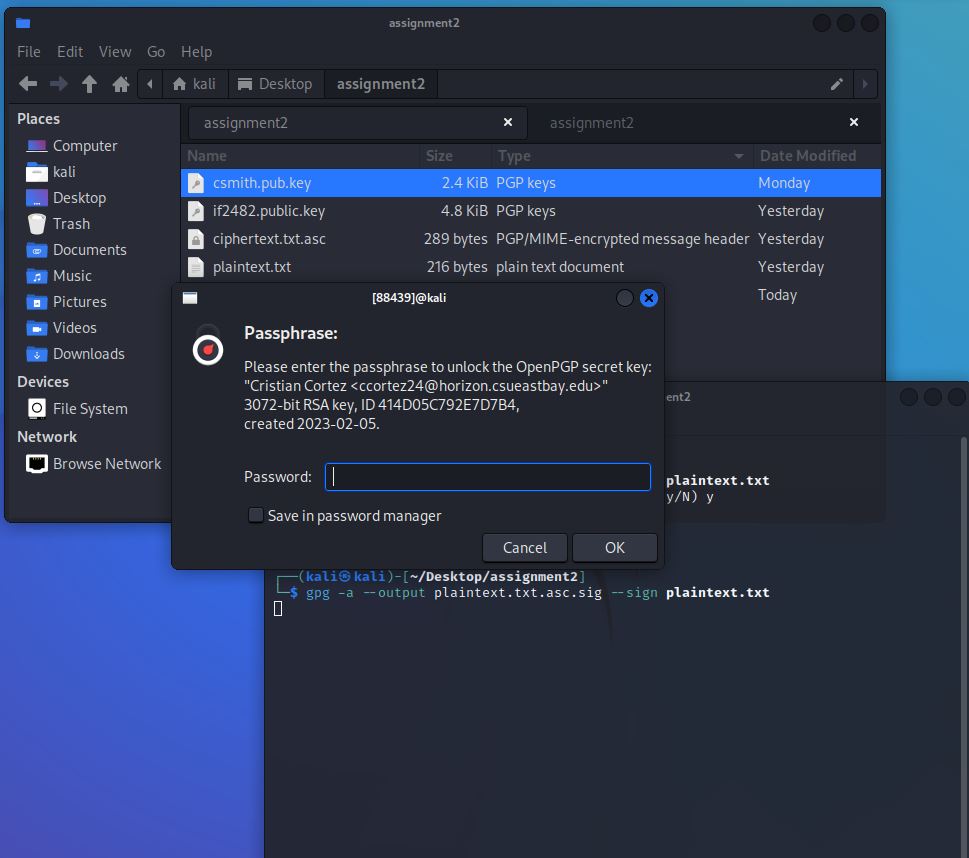 assignment2
File Edit View Go Help
kali Desktop assignment2
Places
Computer
kali
Desktop
Trash
Documents
Music
Pictures
Videos
Downloads
Devices
File System
Network
Browse Network
assignment2 assignment2
Name Size Type Date Modified
csmith.pub.key 2.4 KiB PGP keys Monday
if2482.public.key 4.8 KiB PGP keys Yesterday
ciphertext.txt.asc 289 bytes PGP/MIME-encrypted message header Yesterday
plaintext.txt 216 bytes plain text document Yesterday
Today
[88439]@kali
Passphrase:
Please enter the passphrase to unlock the OpenPGP secret key:
"Cristian Cortez <ccortez24@horizon.csueastbay.edu>"
3072-bit RSA key, ID 414D05C792E7D7B4,
created 2023-02-05.
Password:
Save in password manager
Cancel OK
ent2
plaintext.txt
y/N) y
┌──(kali㉿kali)-[~/Desktop/assignment2]
└─$ gpg -a --output plaintext.txt.asc.sig --sign plaintext.txt